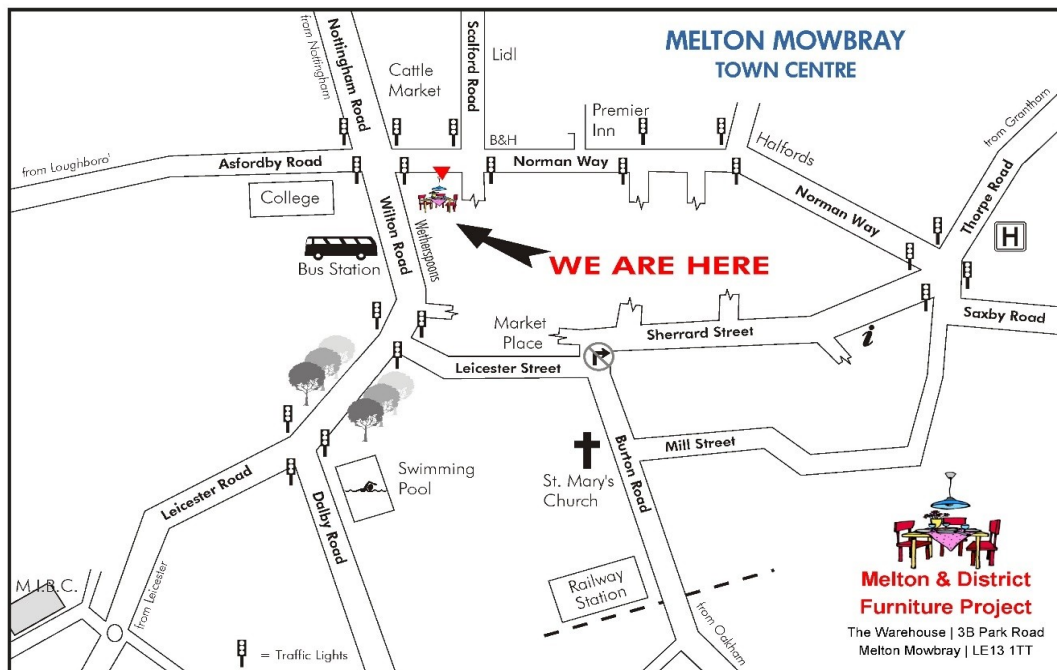 MELTON MOWBRAY
TOWN CENTRE
from Nottingham
Nottingham Road
Cattle
Market
Scalford Road
Lidl
B&H
Premier
Inn
Halfords
from Grantham
Thorpe Road
from Loughboro'
Asfordby Road
Norman Way
Norman Way
College
Wilton Road
Wetherspoons
Bus Station
WE ARE HERE
H
Saxby Road
Market
Place
Sherrard Street
i
Leicester Street
Mill Street
Burton Road
St. Mary's
Church
Swimming
Pool
Leicester Road
Dalby Road
Railway
Station
from Oakham
M.I.B.C.
from Leicester
= Traffic Lights
Melton & District
Furniture Project
The Warehouse | 3B Park Road
Melton Mowbray | LE13 1TT